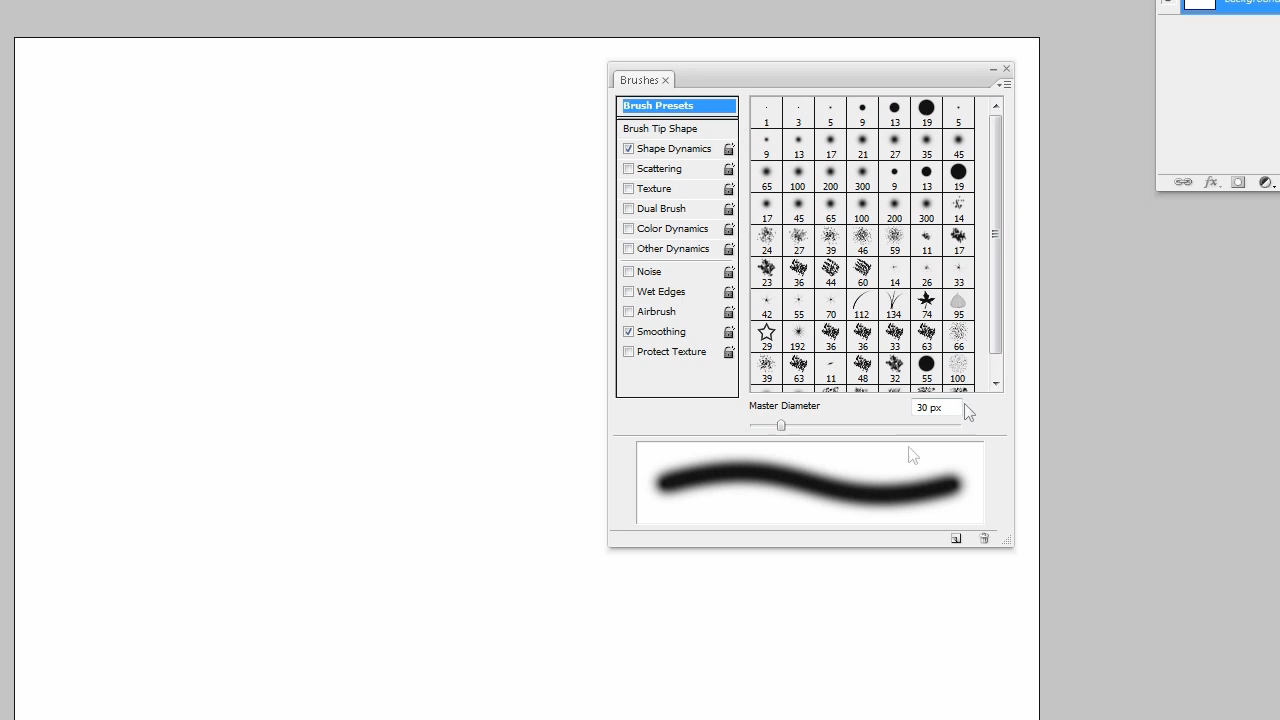 Background
Brushes
Brush Presets
Brush Tip Shape
Shape Dynamics
Scattering
Texture
Dual Brush
Color Dynamics
Other Dynamics
Noise
Wet Edges
Airbrush
Smoothing
Protect Texture
1 3 5 9 13 19 5
9 13 17 21 27 35 45
65 100 200 300 9 13 19
17 45 65 100 200 300 14
24 27 39 46 59 11 17
23 36 44 60 14 26 33
42 55 70 112 134 74 95
29 192 36 36 33 63 66
39 63 11 48 32 55 100
Master Diameter 30 px
fx